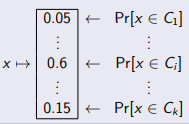 0.05 ← Pr[x ∈ C₁]
⋮ ⋮
x ↦ 0.6 ← Pr[x ∈ Cᵢ]
⋮ ⋮
0.15 ← Pr[x ∈ Cₖ]